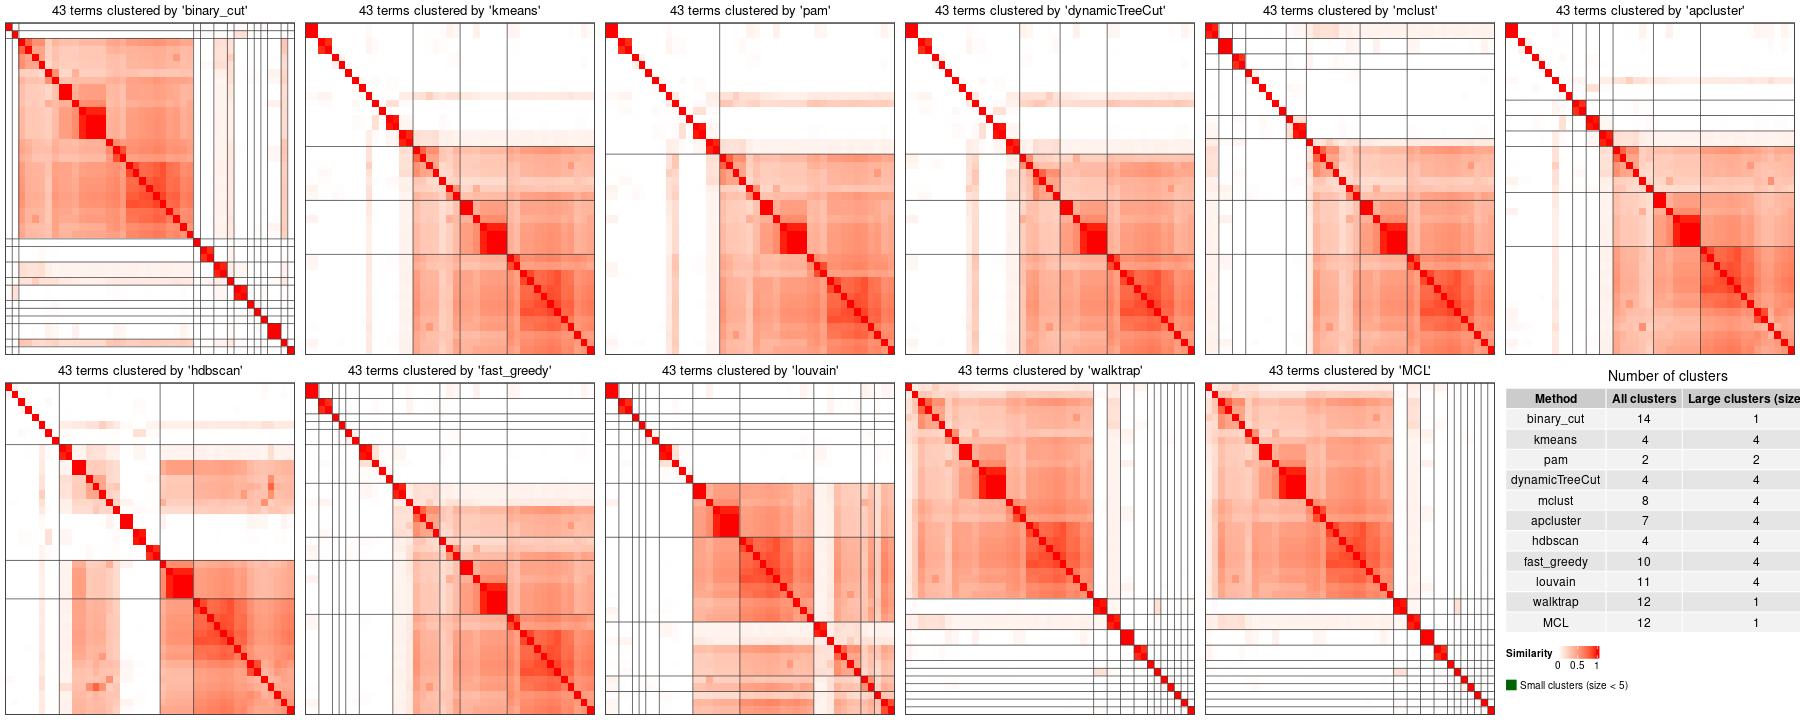 43 terms clustered by 'binary_cut'
43 terms clustered by 'kmeans'
43 terms clustered by 'pam'
43 terms clustered by 'dynamicTreeCut'
43 terms clustered by 'mclust'
43 terms clustered by 'apcluster'
43 terms clustered by 'hdbscan'
43 terms clustered by 'fast_greedy'
43 terms clustered by 'louvain'
43 terms clustered by 'walktrap'
43 terms clustered by 'MCL'
Number of clusters
Method All clusters Large clusters (size
binary_cut 14 1
kmeans 4 4
pam 2 2
dynamicTreeCut 4 4
mclust 8 4
apcluster 7 4
hdbscan 4 4
fast_greedy 10 4
louvain 11 4
walktrap 12 1
MCL 12 1
Similarity
0 0.5 1
Small clusters (size < 5)